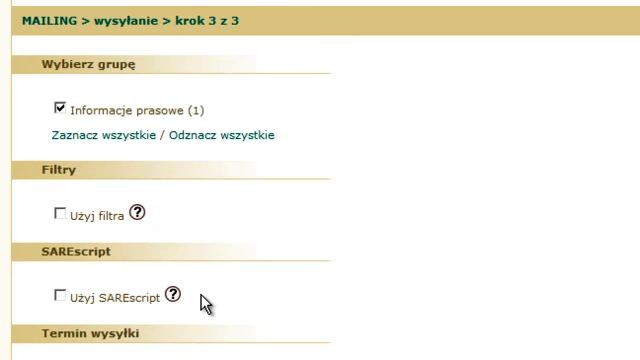 MAILING > wysyłanie > krok 3 z 3
Wybierz grupę
Informacje prasowe (1)
Zaznacz wszystkie / Odznacz wszystkie
Filtry
Użyj filtra ?
SAREscript
Użyj SAREscript ?
Termin wysyłki